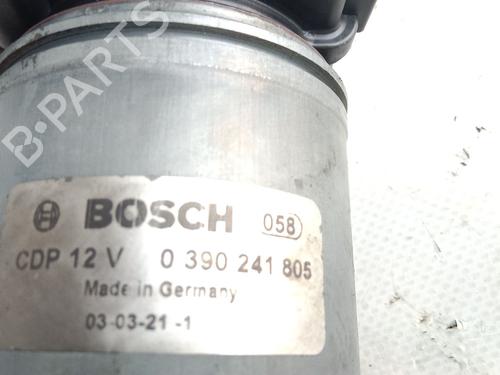 B-PARTS
BOSCH 058
CDP 12 V 0 390 241 805
Made in Germany
03-03-21 -1